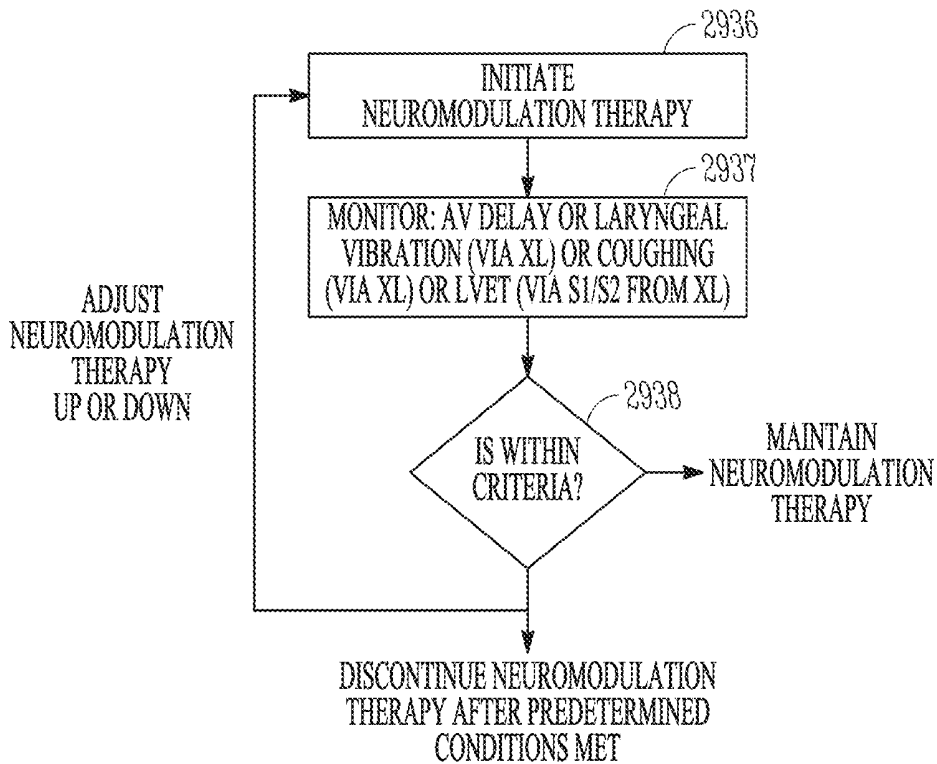 2936
INITIATE
NEUROMODULATION THERAPY
2937
MONITOR: AV DELAY OR LARYNGEAL
VIBRATION (VIA XL) OR COUGHING
(VIA XL) OR LVET (VIA S1/S2 FROM XL)
ADJUST
NEUROMODULATION
THERAPY
UP OR DOWN
2938
IS WITHIN
CRITERIA?
MAINTAIN
NEUROMODULATION
THERAPY
DISCONTINUE NEUROMODULATION
THERAPY AFTER PREDETERMINED
CONDITIONS MET